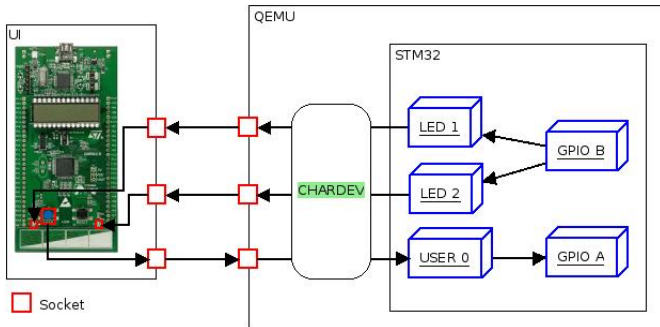 QEMU
UI
STM32
LED 1
GPIO B
CHARDEV
LED 2
USER 0
GPIO A
Socket